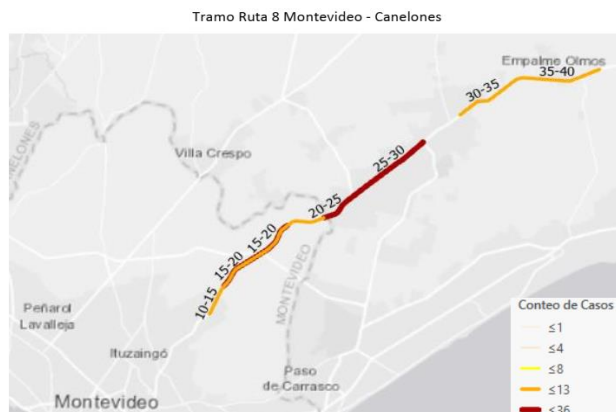 Tramo Ruta 8 Montevideo - Canelones
Empalme Olmos
35-40
30-35
CANELONES
Villa Crespo
25-30
20-25
15-20
15-20
MONTEVIDEO
10-15
Peñarol
Lavalleja
Ituzaingó
Paso
de Carrasco
Montevideo
Conteo de Casos
≤1
≤4
≤8
≤13
≤36